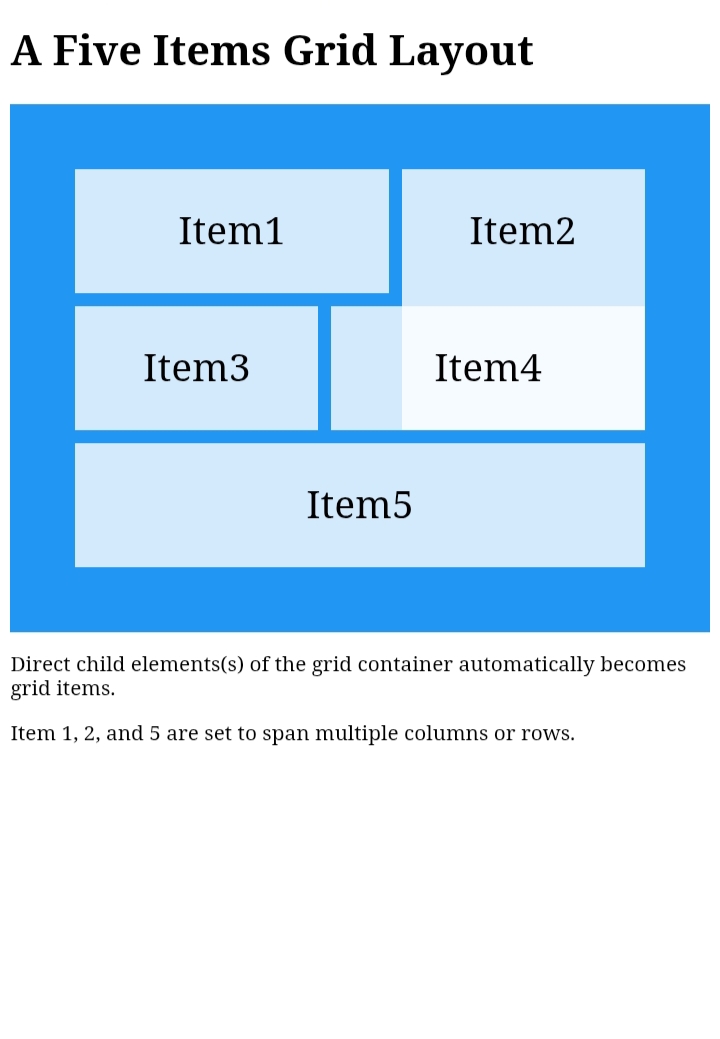 A Five Items Grid Layout
Item1
Item2
Item3
Item4
Item5
Direct child elements(s) of the grid container automatically becomes
grid items.
Item 1, 2, and 5 are set to span multiple columns or rows.